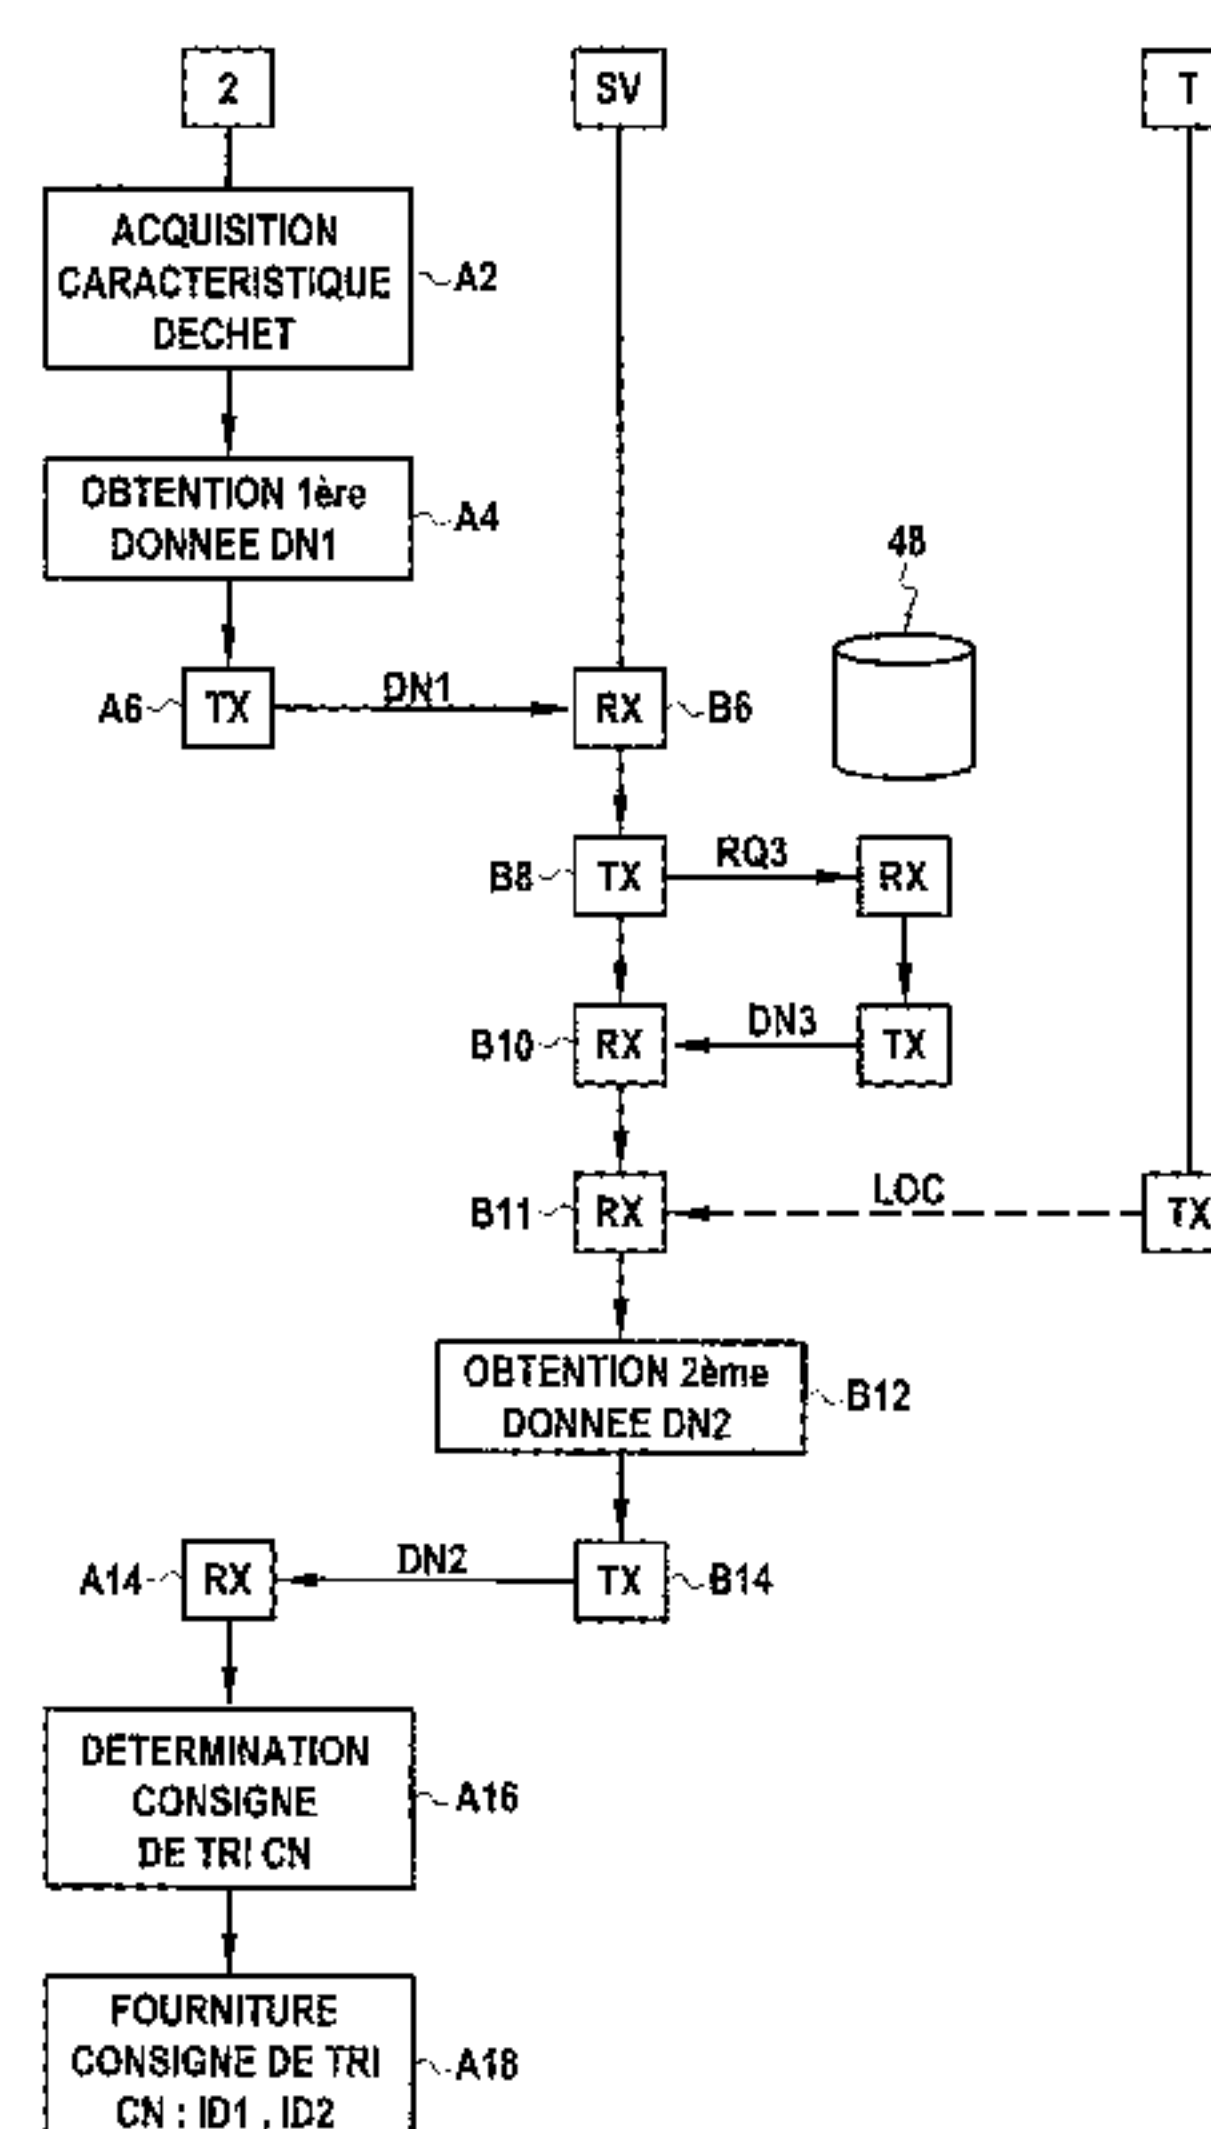 2
SV
T
ACQUISITION
CARACTERISTIQUE
DECHET
A2
OBTENTION 1ère
DONNEE DN1
A4
48
A6
TX
DN1
RX
B6
B8
TX
RQ3
RX
B10
RX
DN3
TX
B11
RX
LOC
TX
OBTENTION 2ème
DONNEE DN2
B12
A14
RX
DN2
TX
B14
DETERMINATION
CONSIGNE
DE TRI CN
A16
FOURNITURE
CONSIGNE DE TRI
CN : ID1 , ID2
A18